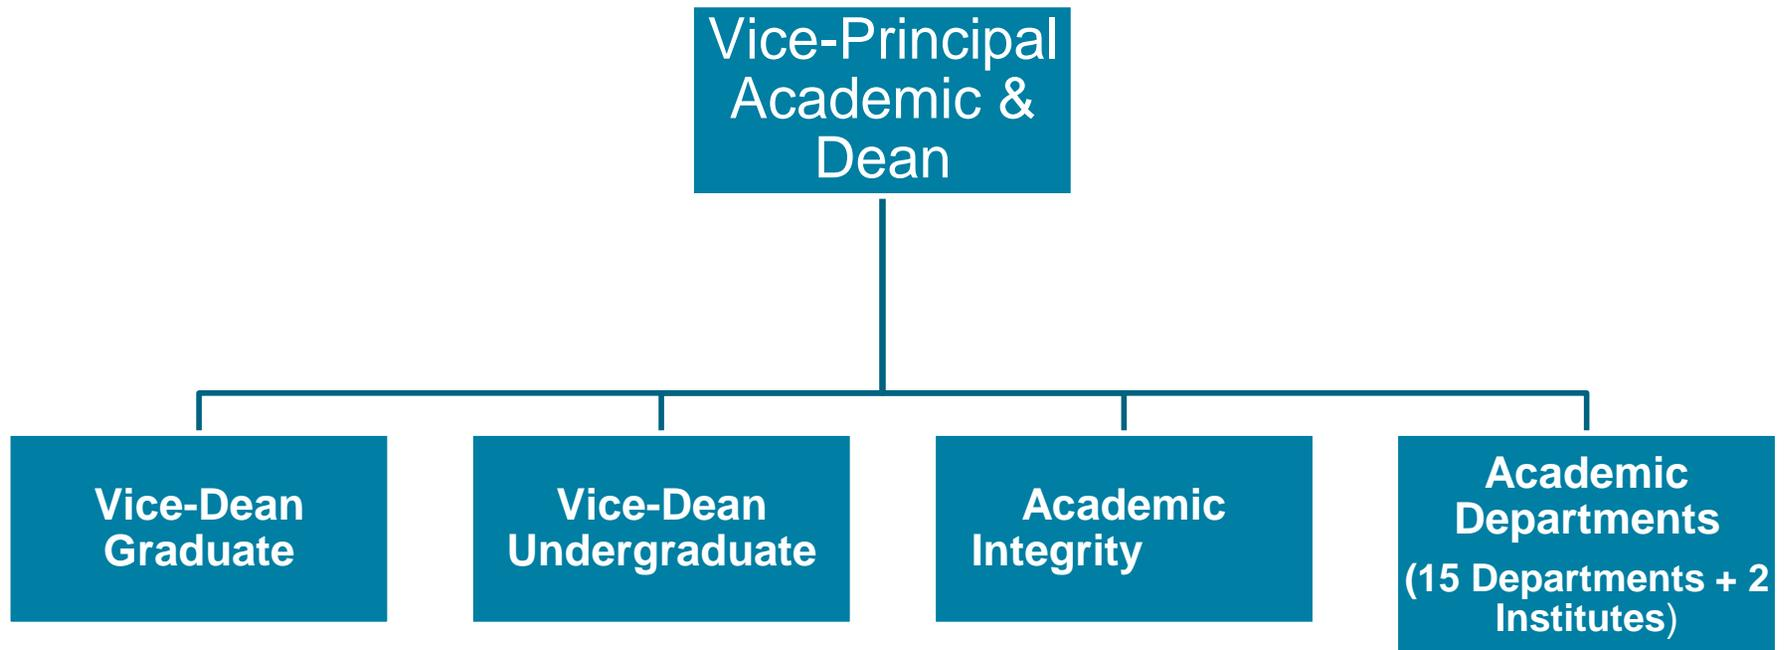 Vice-Principal
Academic &
Dean
Vice-Dean
Graduate
Vice-Dean
Undergraduate
Academic
Integrity
Academic
Departments
(15 Departments + 2
Institutes)